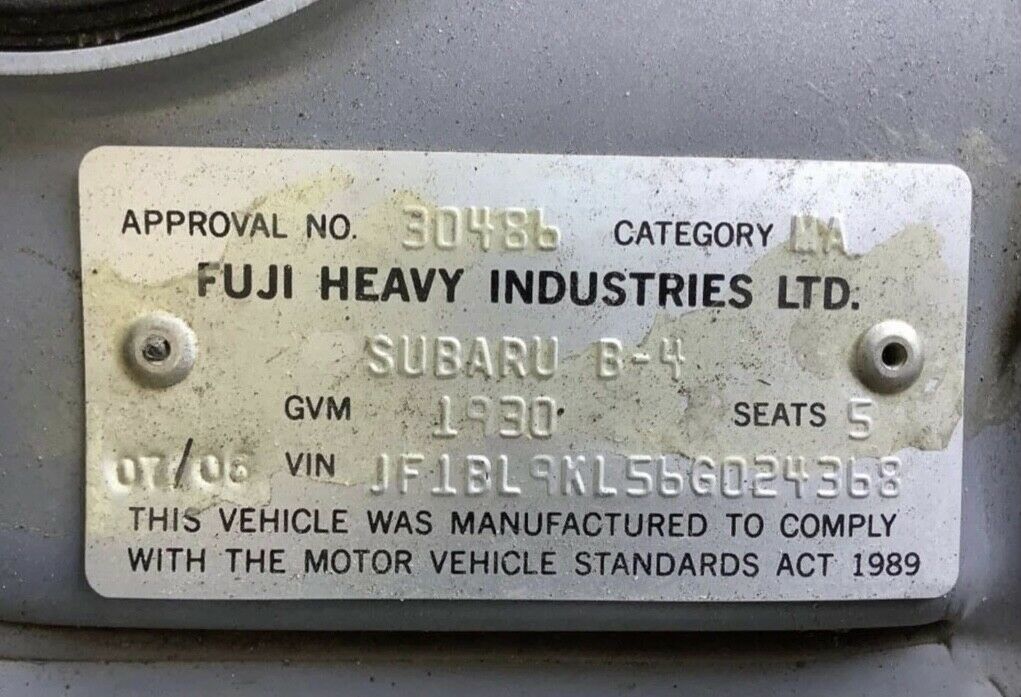 APPROVAL NO. 30486 CATEGORY MA
FUJI HEAVY INDUSTRIES LTD.
SUBARU B-4
GVM 1930 SEATS 5
07/06 VIN JF1BL9KL56G024368
THIS VEHICLE WAS MANUFACTURED TO COMPLY
WITH THE MOTOR VEHICLE STANDARDS ACT 1989